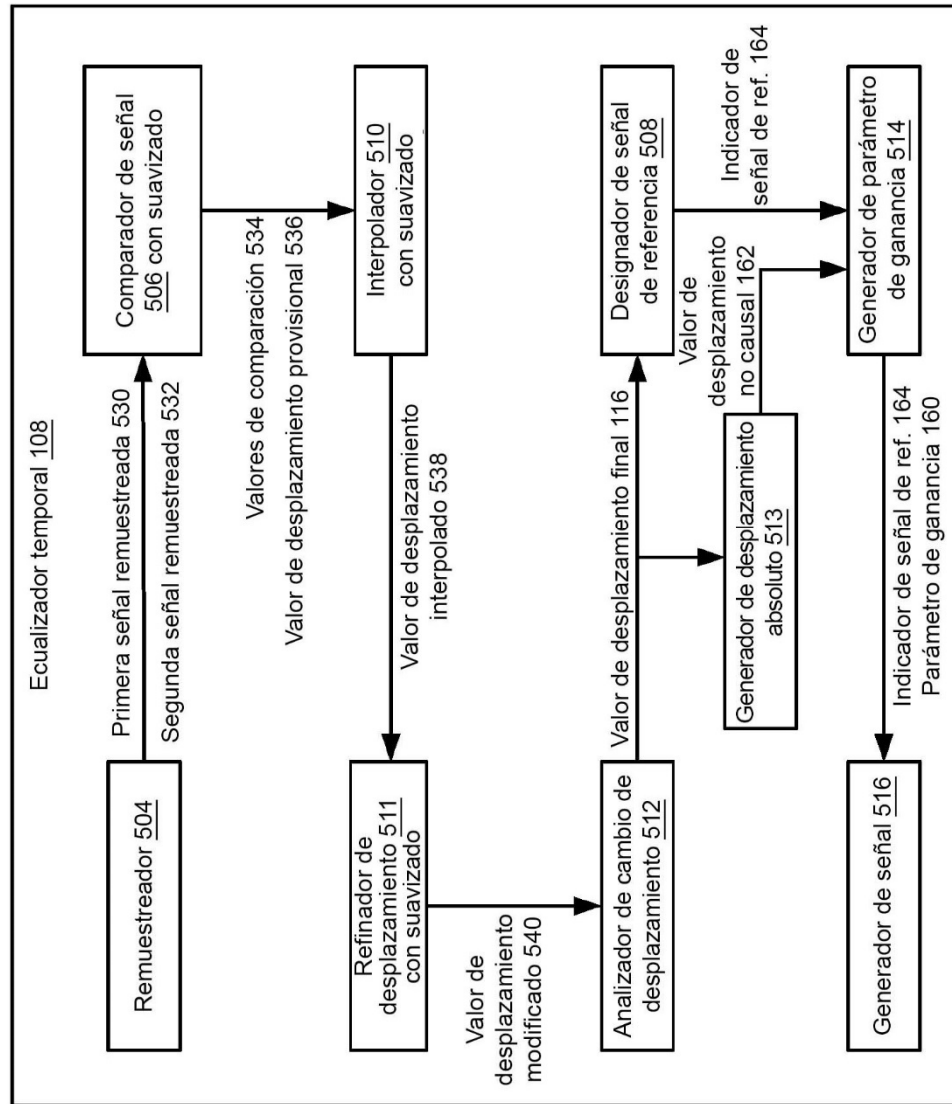 Ecualizador temporal 108
Remuestreador 504
Primera señal remuestreada 530
Segunda señal remuestreada 532
Comparador de señal
506 con suavizado
Valores de comparación 534
Valor de desplazamiento provisional 536
Interpolador 510
con suavizado
Valor de desplazamiento
interpolado 538
Refinador de
desplazamiento 511
con suavizado
Valor de
desplazamiento
modificado 540
Analizador de cambio de
desplazamiento 512
Valor de desplazamiento final 116
Designador de señal
de referencia 508
Indicador de
señal de ref. 164
Generador de desplazamiento
absoluto 513
Valor de
desplazamiento
no causal 162
Generador de parámetro
de ganancia 514
Indicador de señal de ref. 164
Parámetro de ganancia 160
Generador de señal 516